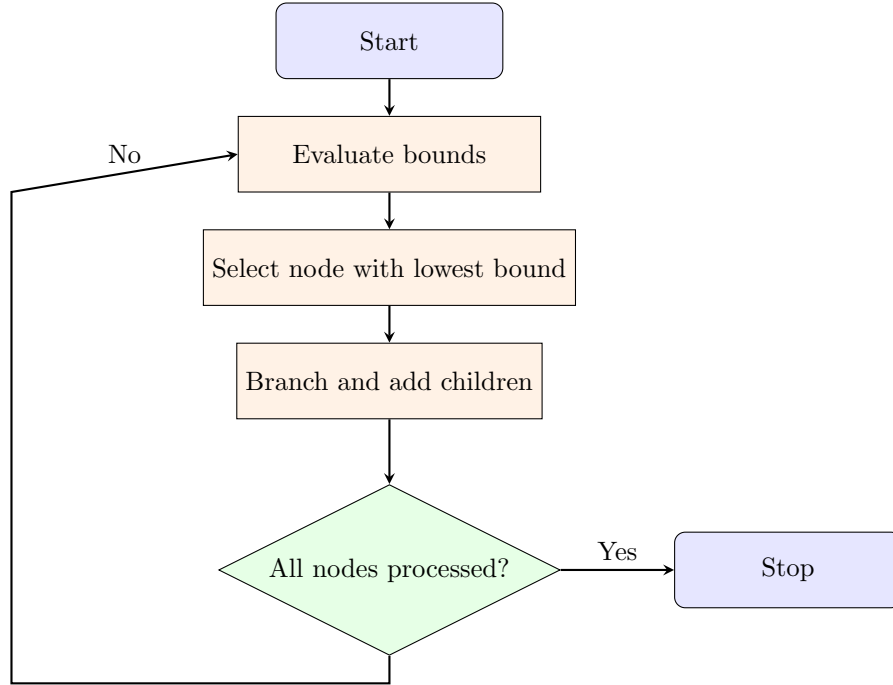 Start
No
Evaluate bounds
Select node with lowest bound
Branch and add children
All nodes processed?
Yes
Stop